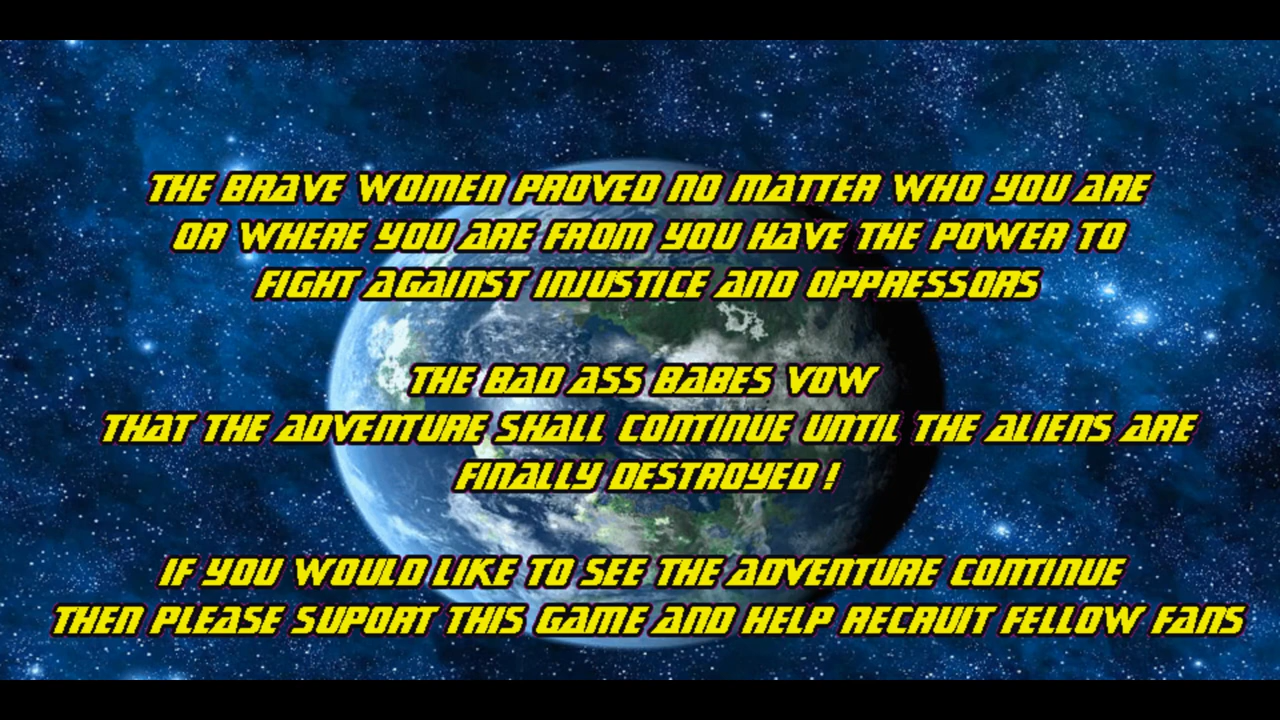 THE BRAVE WOMEN PROVED NO MATTER WHO YOU ARE
OR WHERE YOU ARE FROM YOU HAVE THE POWER TO
FIGHT AGAINST INJUSTICE AND OPPRESSORS
THE BAD ASS BABES VOW
THAT THE ADVENTURE SHALL CONTINUE UNTIL THE ALIENS ARE
FINALLY DESTROYED !
IF YOU WOULD LIKE TO SEE THE ADVENTURE CONTINUE
THEN PLEASE SUPORT THIS GAME AND HELP RECRUIT FELLOW FANS